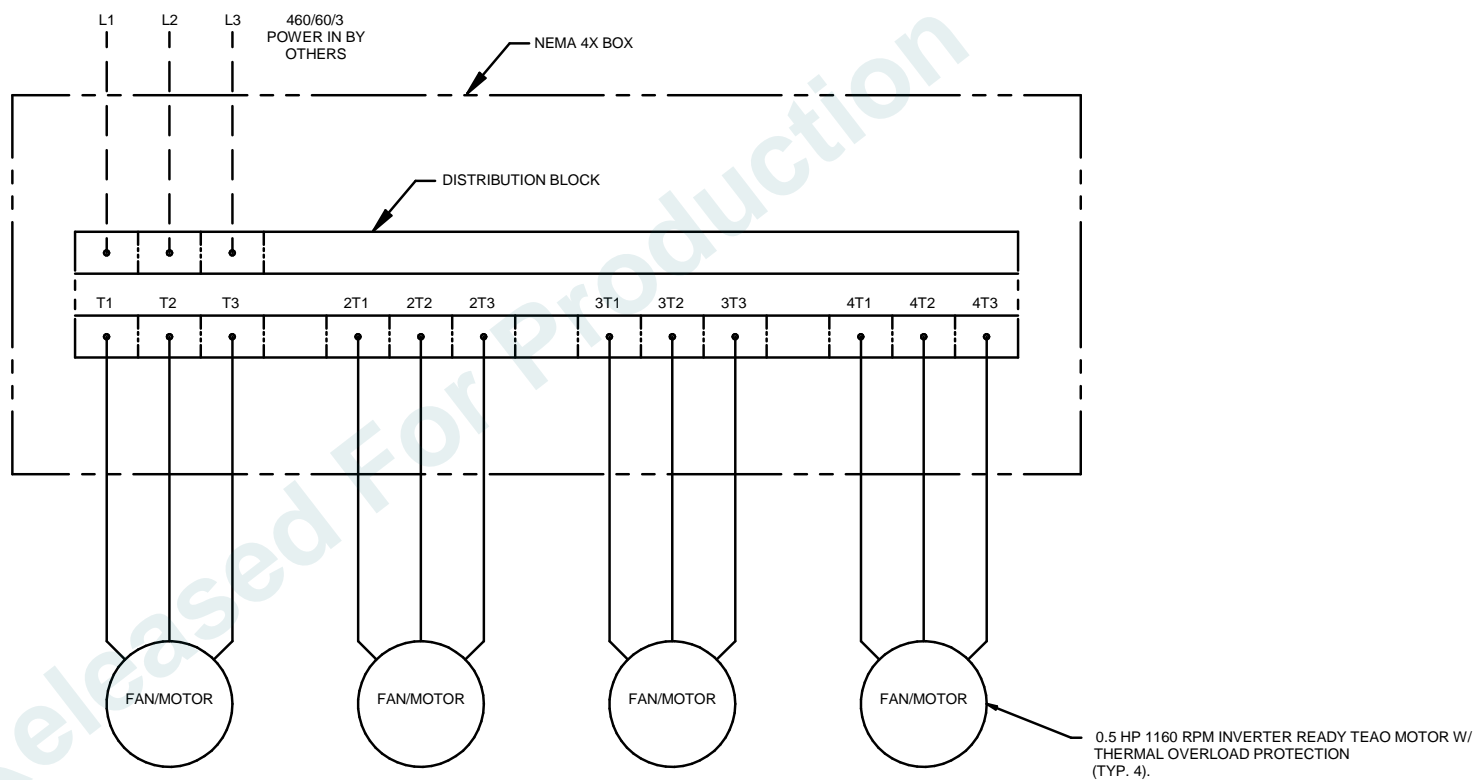 L1 L2 L3
460/60/3
POWER IN BY
OTHERS
NEMA 4X BOX
DISTRIBUTION BLOCK
T1 T2 T3 2T1 2T2 2T3 3T1 3T2 3T3 4T1 4T2 4T3
FAN/MOTOR FAN/MOTOR FAN/MOTOR FAN/MOTOR
0.5 HP 1160 RPM INVERTER READY TEAO MOTOR W/
THERMAL OVERLOAD PROTECTION
(TYP. 4).
Released For Production